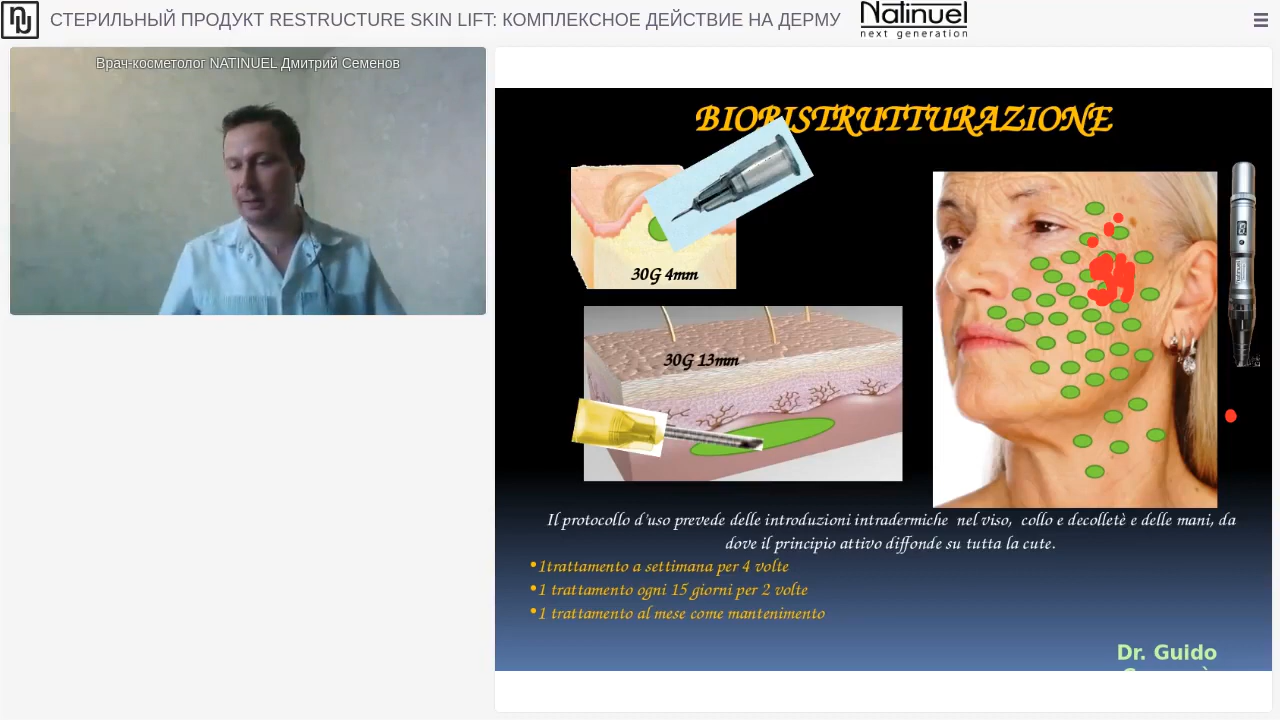 СТЕРИЛЬНЫЙ ПРОДУКТ RESTRUCTURE SKIN LIFT: КОМПЛЕКСНОЕ ДЕЙСТВИЕ НА ДЕРМУ
Natinuel
next generation
Врач-косметолог NATINUEL Дмитрий Семенов
BIORISTRUTTURAZIONE
30G 4mm
30G 13mm
Il protocollo d'uso prevede delle introduzioni intradermiche nel viso, collo e decolletè e delle mani, da
dove il principio attivo diffonde su tutta la cute.
•1trattamento a settimana per 4 volte
•1 trattamento ogni 15 giorni per 2 volte
•1 trattamento al mese come mantenimento
Dr. Guido